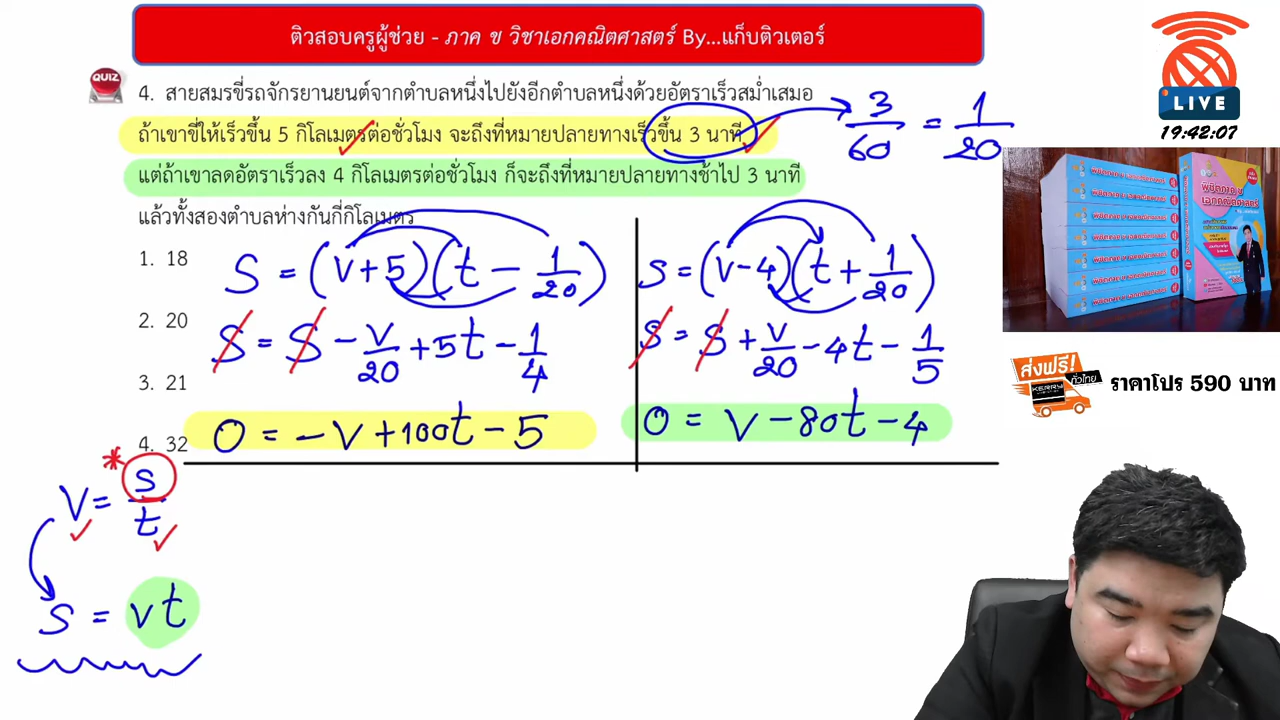 ติวสอบครูผู้ช่วย - ภาค ข วิชาเอกคณิตศาสตร์ By...แก็บติวเตอร์
QUIZ
4. สายสมรขี่รถจักรยานยนต์จากตำบลหนึ่งไปยังอีกตำบลหนึ่งด้วยอัตราเร็วสม่ำเสมอ
ถ้าเขาขี่ให้เร็วขึ้น 5 กิโลเมตรต่อชั่วโมง จะถึงที่หมายปลายทางเร็วขึ้น 3 นาที
3/60 = 1/20
แต่ถ้าเขาลดอัตราเร็วลง 4 กิโลเมตรต่อชั่วโมง ก็จะถึงที่หมายปลายทางช้าไป 3 นาที
แล้วทั้งสองตำบลห่างกันกี่กิโลเมตร
1. 18
2. 20
3. 21
4. 32
S = (v+5)(t - 1/20)
S = S - v/20 + 5t - 1/4
0 = -v + 100t - 5
S = (v-4)(t + 1/20)
S = S + v/20 - 4t - 1/5
0 = v - 80t - 4
* v = s/t
s = vt
LIVE
19:42:07
ส่งฟรี!
ทั่วไทย
KERRY
ราคาโปร 590 บาท